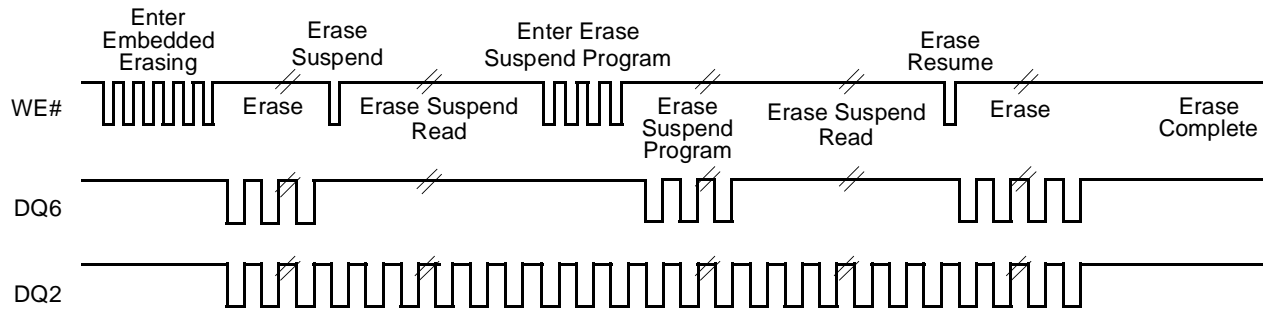 Enter
Embedded
Erasing
Erase
Suspend
Enter Erase
Suspend Program
Erase
Resume
WE#
Erase
Erase Suspend
Read
Erase
Suspend
Program
Erase Suspend
Read
Erase
Erase
Complete
DQ6
DQ2